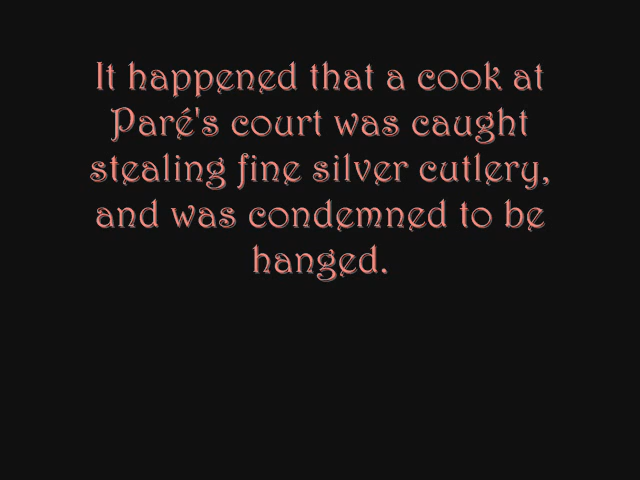 It happened that a cook at
Paré's court was caught
stealing fine silver cutlery,
and was condemned to be
hanged.